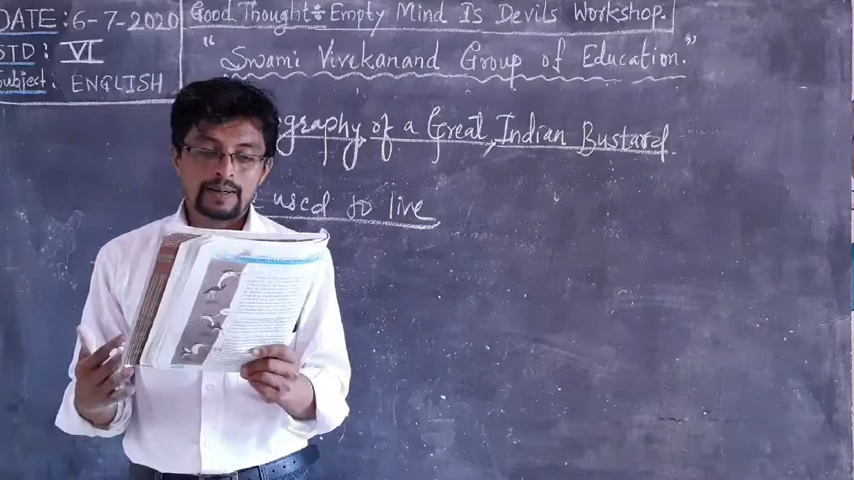 DATE: 6-7-2020
Good Thought:- Empty Mind Is Devils Workshop.
STD: VI
"Swami Vivekanand Group of Education."
Subject: ENGLISH
graphy of a Great Indian Bustard.
used to live